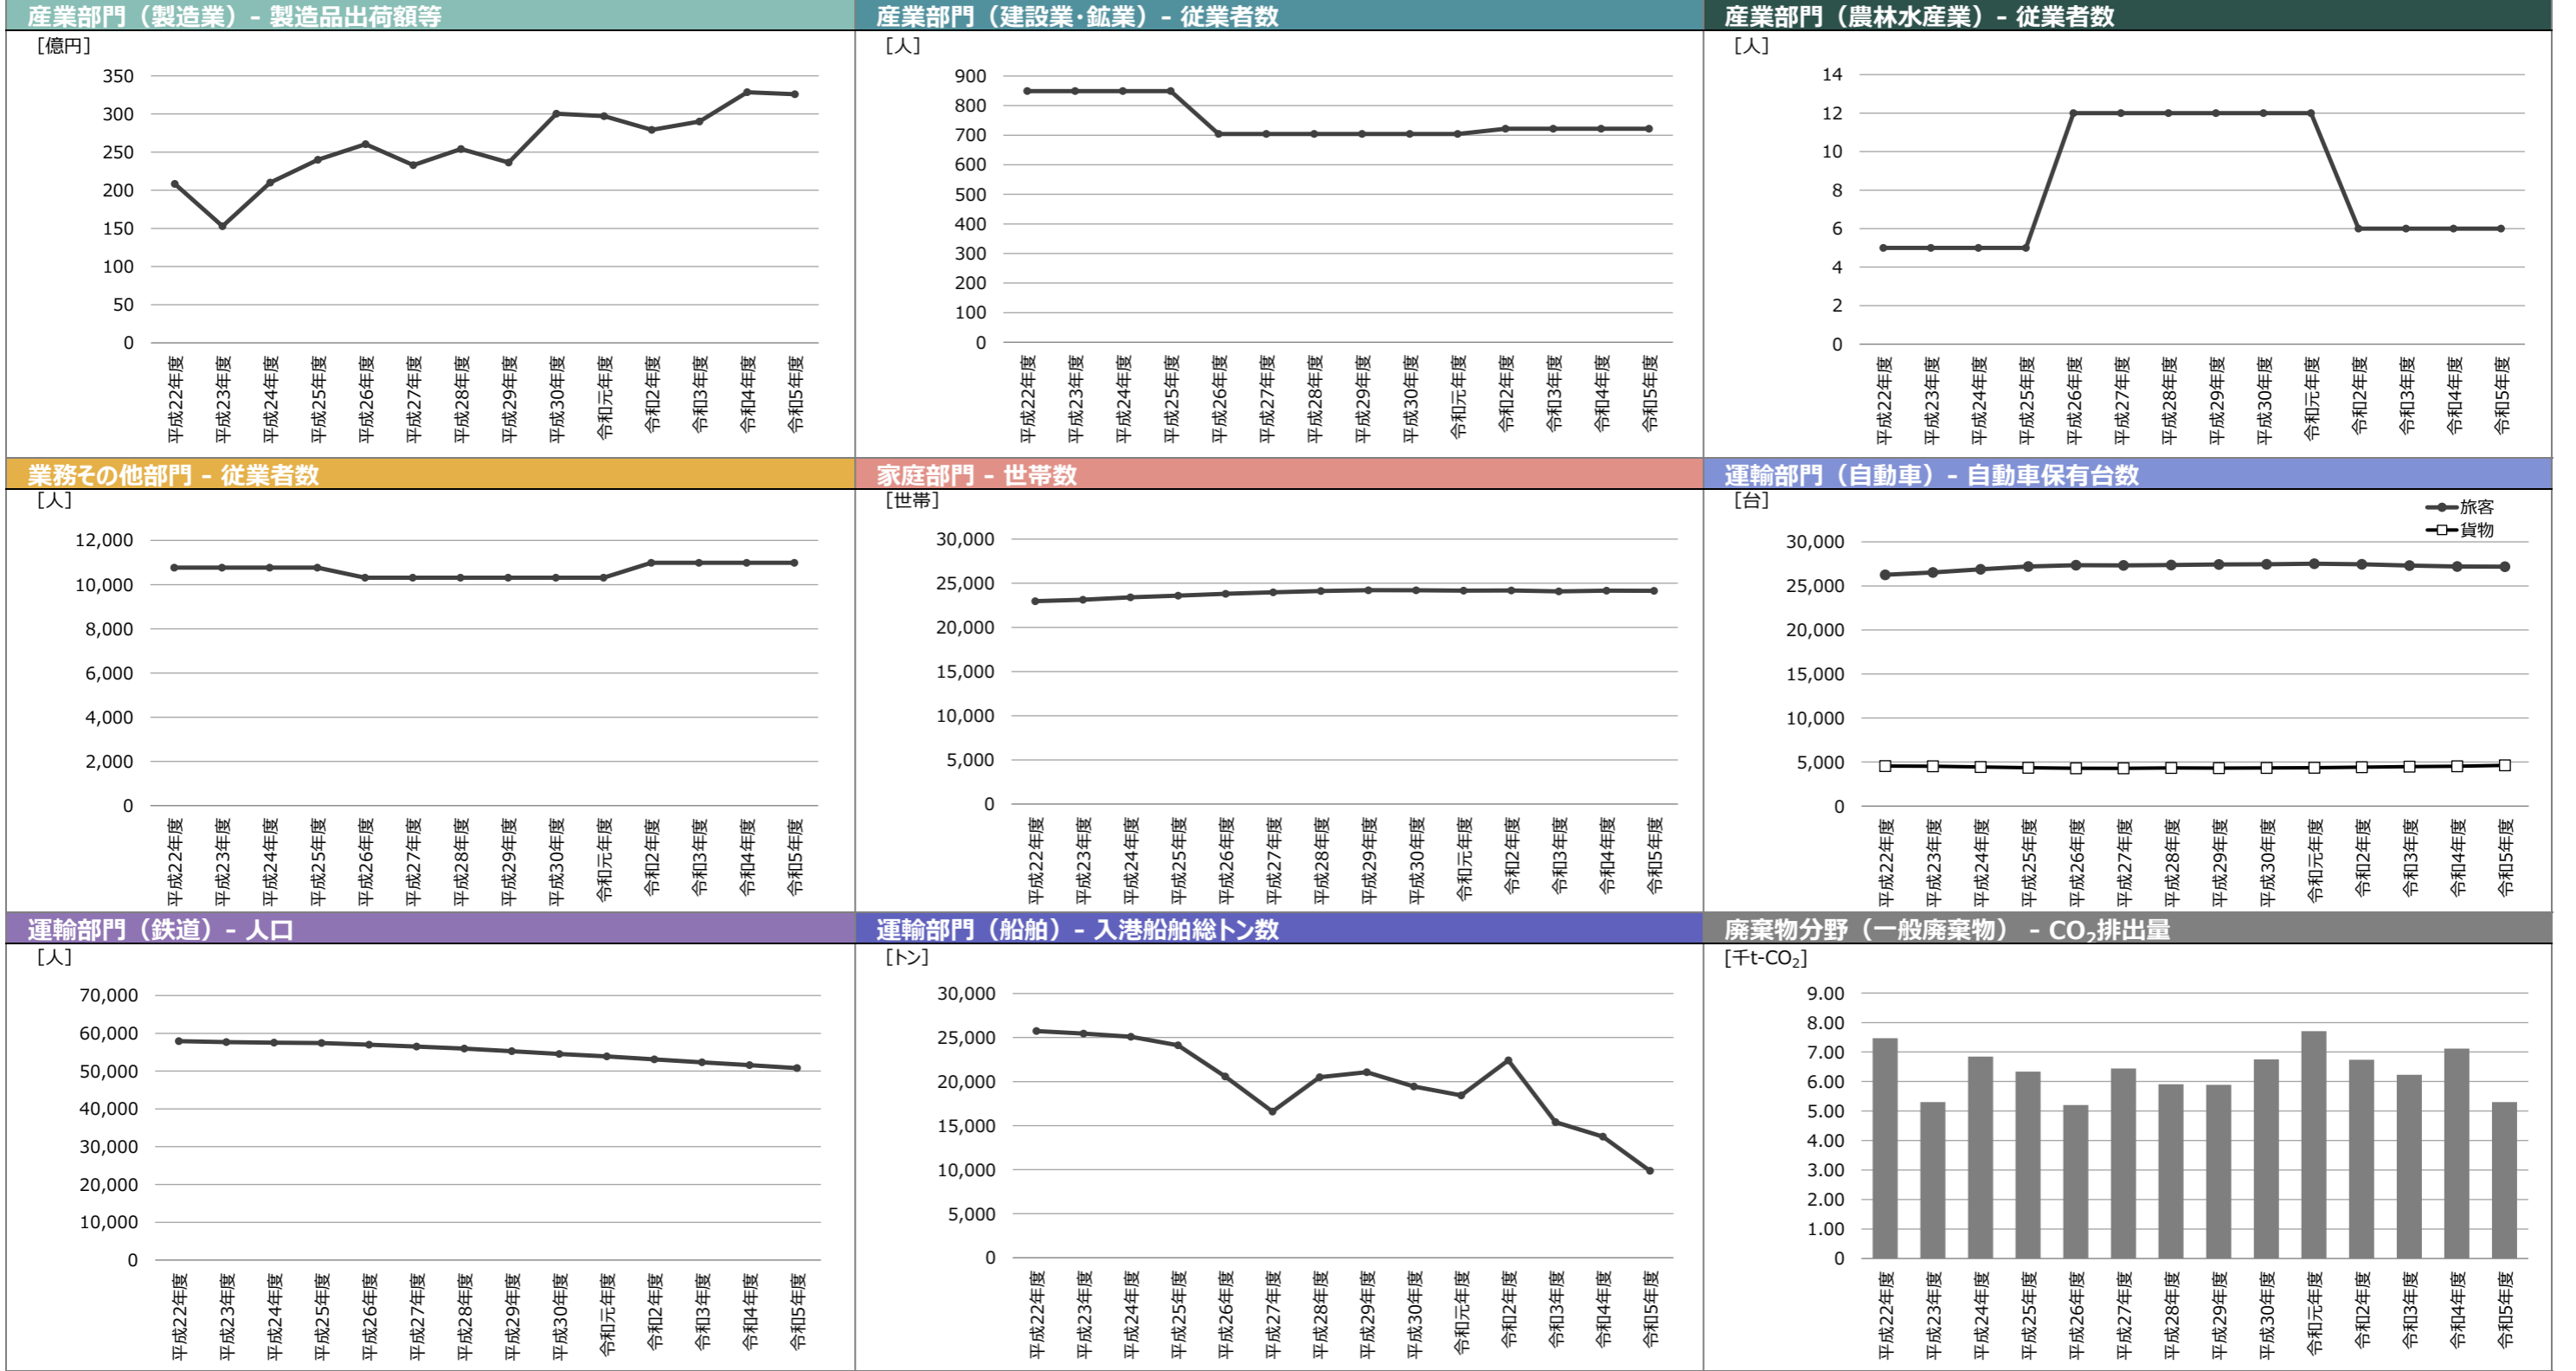 産業部門（製造業）- 製造品出荷額等
[億円]
350
300
250
200
150
100
50
0
平成22年度
平成23年度
平成24年度
平成25年度
平成26年度
平成27年度
平成28年度
平成29年度
平成30年度
令和元年度
令和2年度
令和3年度
令和4年度
令和5年度
産業部門（建設業･鉱業）- 従業者数
[人]
900
800
700
600
500
400
300
200
100
0
平成22年度
平成23年度
平成24年度
平成25年度
平成26年度
平成27年度
平成28年度
平成29年度
平成30年度
令和元年度
令和2年度
令和3年度
令和4年度
令和5年度
産業部門（農林水産業）- 従業者数
[人]
14
12
10
8
6
4
2
0
平成22年度
平成23年度
平成24年度
平成25年度
平成26年度
平成27年度
平成28年度
平成29年度
平成30年度
令和元年度
令和2年度
令和3年度
令和4年度
令和5年度
業務その他部門 - 従業者数
[人]
12,000
10,000
8,000
6,000
4,000
2,000
0
平成22年度
平成23年度
平成24年度
平成25年度
平成26年度
平成27年度
平成28年度
平成29年度
平成30年度
令和元年度
令和2年度
令和3年度
令和4年度
令和5年度
家庭部門 - 世帯数
[世帯]
30,000
25,000
20,000
15,000
10,000
5,000
0
平成22年度
平成23年度
平成24年度
平成25年度
平成26年度
平成27年度
平成28年度
平成29年度
平成30年度
令和元年度
令和2年度
令和3年度
令和4年度
令和5年度
運輸部門（自動車）- 自動車保有台数
[台]
旅客
貨物
30,000
25,000
20,000
15,000
10,000
5,000
0
平成22年度
平成23年度
平成24年度
平成25年度
平成26年度
平成27年度
平成28年度
平成29年度
平成30年度
令和元年度
令和2年度
令和3年度
令和4年度
令和5年度
運輸部門（鉄道）- 人口
[人]
70,000
60,000
50,000
40,000
30,000
20,000
10,000
0
平成22年度
平成23年度
平成24年度
平成25年度
平成26年度
平成27年度
平成28年度
平成29年度
平成30年度
令和元年度
令和2年度
令和3年度
令和4年度
令和5年度
運輸部門（船舶）- 入港船舶総トン数
[トン]
30,000
25,000
20,000
15,000
10,000
5,000
0
平成22年度
平成23年度
平成24年度
平成25年度
平成26年度
平成27年度
平成28年度
平成29年度
平成30年度
令和元年度
令和2年度
令和3年度
令和4年度
令和5年度
廃棄物分野（一般廃棄物） - CO₂排出量
[千t-CO₂]
9.00
8.00
7.00
6.00
5.00
4.00
3.00
2.00
1.00
0
平成22年度
平成23年度
平成24年度
平成25年度
平成26年度
平成27年度
平成28年度
平成29年度
平成30年度
令和元年度
令和2年度
令和3年度
令和4年度
令和5年度